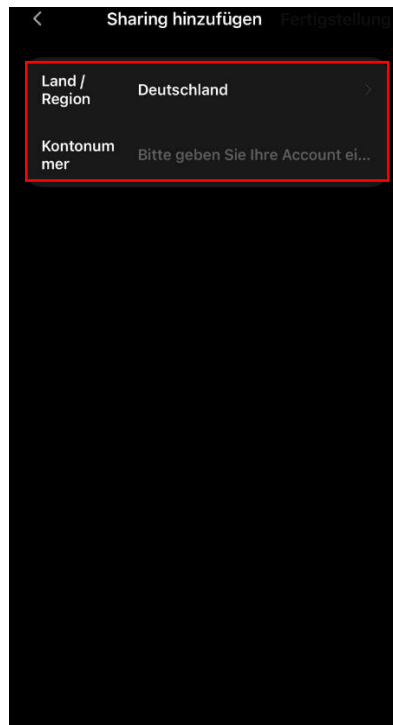 Sharing hinzufügen Fertigstellung
Land /
Region
Deutschland
Kontonum
mer
Bitte geben Sie Ihre Account ei...